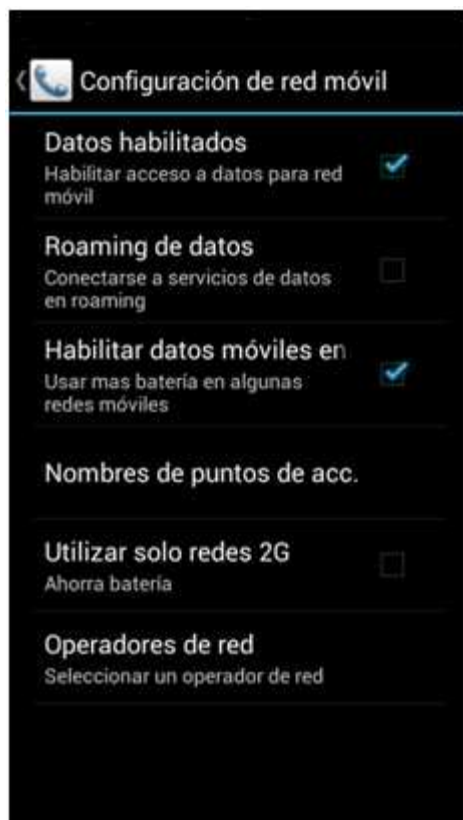 Configuración de red móvil
Datos habilitados
Habilitar acceso a datos para red
móvil
Roaming de datos
Conectarse a servicios de datos
en roaming
Habilitar datos móviles en
Usar mas batería en algunas
redes móviles
Nombres de puntos de acc.
Utilizar solo redes 2G
Ahorra batería
Operadores de red
Seleccionar un operador de red